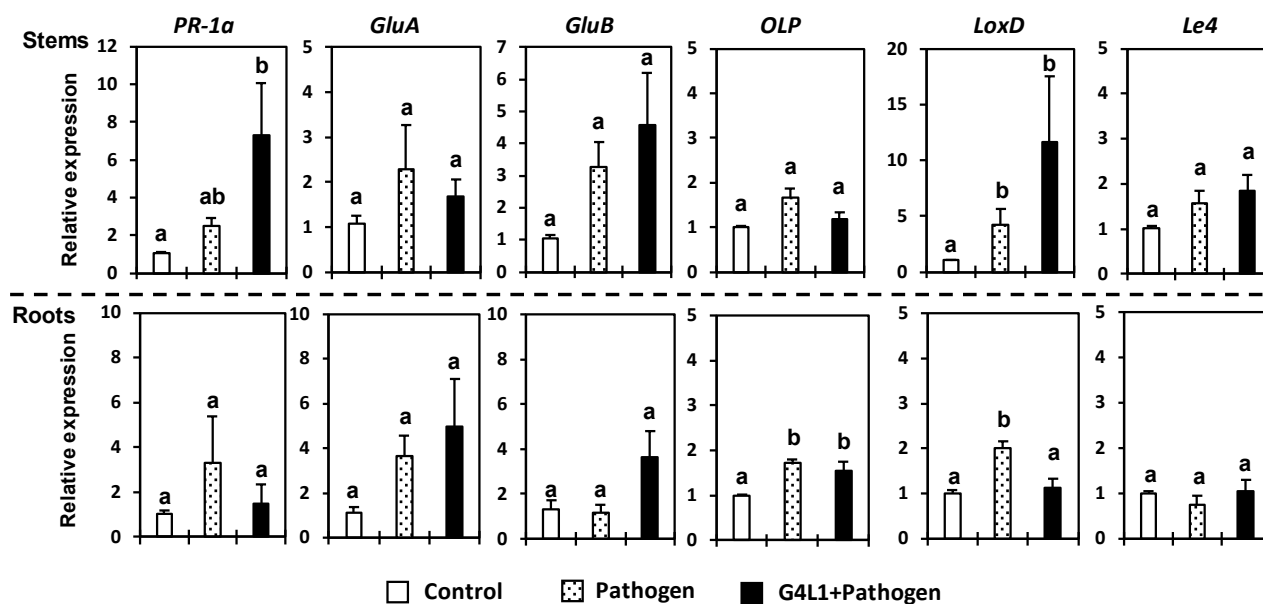 PR-1a GluA GluB OLP LoxD Le4
Stems
Relative expression
12 10 8 6 4 2 0
a ab b
5 4 3 2 1 0
a a a
7 6 5 4 3 2 1 0
a a a
5 4 3 2 1 0
a a a
20 15 10 5 0
a b b
5 4 3 2 1 0
a a a
Roots
Relative expression
10 8 6 4 2 0
a a a
10 8 6 4 2 0
a a a
10 8 6 4 2 0
a a a
5 4 3 2 1 0
a b b
5 4 3 2 1 0
a b a
5 4 3 2 1 0
a a a
Control Pathogen G4L1+Pathogen